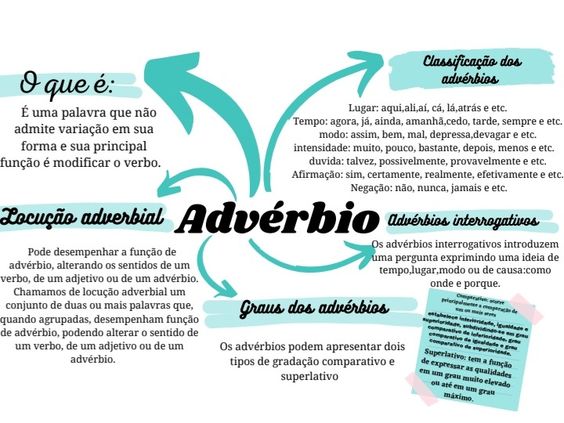 O que é:
É uma palavra que não
admite variação em sua
forma e sua principal
função é modificar o verbo.
Classificação dos
advérbios
Lugar: aqui,ali,aí, cá, lá,atrás e etc.
Tempo: agora, já, ainda, amanhã,cedo, tarde, sempre e etc.
modo: assim, bem, mal, depressa,devagar e etc.
intensidade: muito, pouco, bastante, depois, menos e etc.
duvida: talvez, possivelmente, provavelmente e etc.
Afirmação: sim, certamente, realmente, efetivamente e etc.
Negação: não, nunca, jamais e etc.
Advérbio
Locução adverbial
Pode desempenhar a função de
advérbio, alterando os sentidos de um
verbo, de um adjetivo ou de um advérbio.
Chamamos de locução adverbial um
conjunto de duas ou mais palavras que,
quando agrupadas, desempenham função
de advérbio, podendo alterar o sentido de
um verbo, de um adjetivo ou de um
advérbio.
Advérbios interrogativos
Os advérbios interrogativos introduzem
uma pergunta exprimindo uma ideia de
tempo,lugar,modo ou de causa:como
onde e porque.
Graus dos advérbios
Os advérbios podem apresentar dois
tipos de gradação comparativo e
superlativo
Comparativo: ocorre
principalmente a comparação de
um ou mais seres
estabelece inferioridade, igualdade e
superioridade, subdividindo-se em grau
comparativo de inferioridade, grau
comparativo de igualdade e grau
comparativo de superioridade.
Superlativo: tem a função
de expressar as qualidades
em um grau muito elevado
ou até em um grau
máximo.